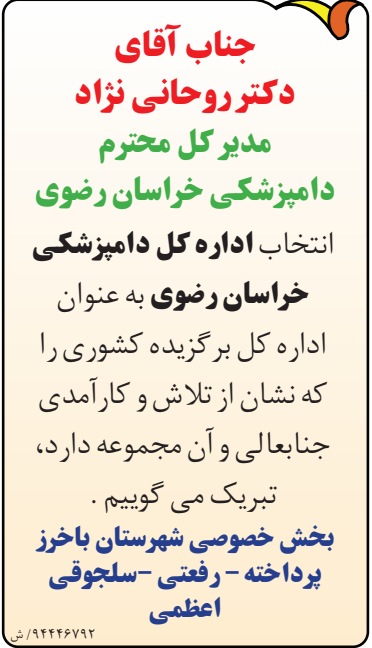 جناب آقای
دکتر روحانی نژاد
مدیر کل محترم
دامپزشکی خراسان رضوی
انتخاب اداره کل دامپزشکی
خراسان رضوی به عنوان
اداره کل برگزیده کشوری را
که نشان از تلاش و کارآمدی
جنابعالی و آن مجموعه دارد،
تبریک می گوییم .
بخش خصوصی شهرستان باخرز
پرداخته - رفعتی -سلجوقی
اعظمی
۹۴۴۴۶۷۹۲/ ش